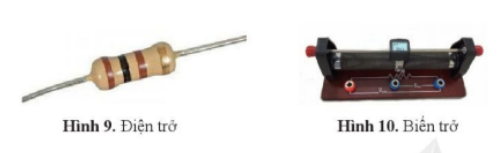 Hình 9. Điện trở
Hình 10. Biến trở